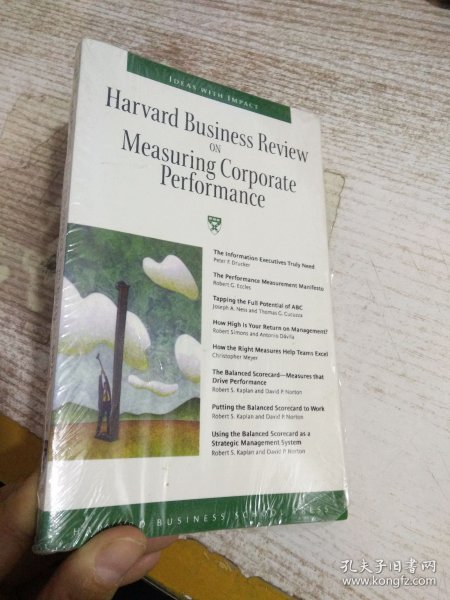 IDEAS WITH IMPACT
Harvard Business Review
ON
Measuring Corporate
Performance
The Information Executives Truly Need
Peter F. Drucker
The Performance Measurement Manifesto
Robert G. Eccles
Tapping the Full Potential of ABC
Joseph A. Ness and Thomas G. Cucuzza
How High Is Your Return on Management?
Robert Simons and Antonio Dávila
How the Right Measures Help Teams Excel
Christopher Meyer
The Balanced Scorecard—Measures that
Drive Performance
Robert S. Kaplan and David P. Norton
Putting the Balanced Scorecard to Work
Robert S. Kaplan and David P. Norton
Using the Balanced Scorecard as a
Strategic Management System
Robert S. Kaplan and David P. Norton
BUSINESS
孔夫子旧书网
www.kongfz.com